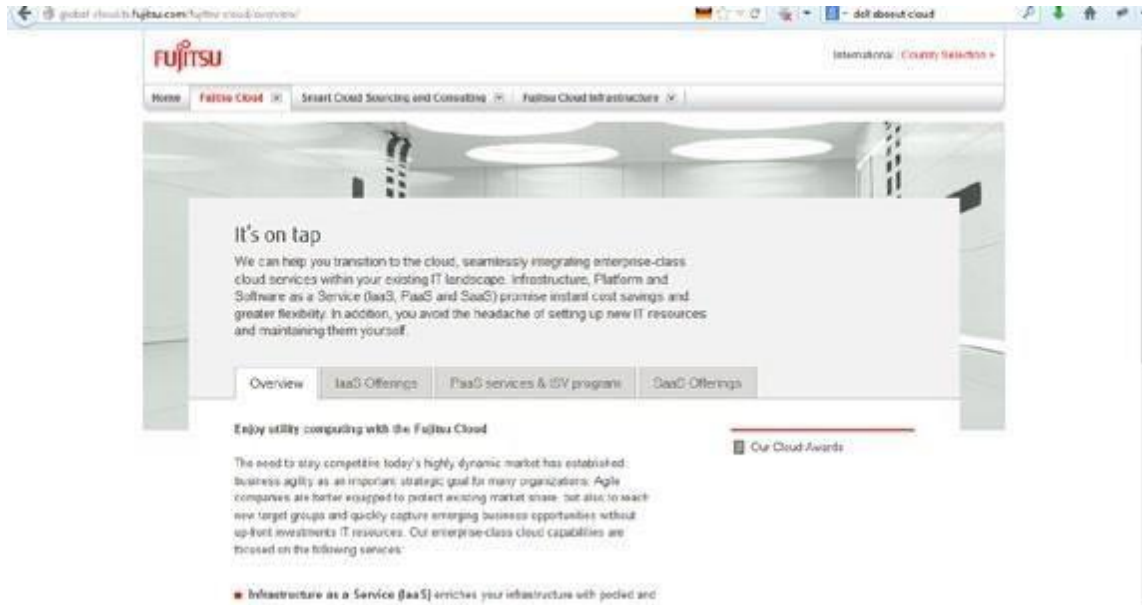 fujitsu.com/fujitsu-cloud/overview/
dell about cloud
FUJITSU
International Country Selection »
Home Fujitsu Cloud Smart Cloud Sourcing and Consulting Fujitsu Cloud Infrastructure
It's on tap
We can help you transition to the cloud, seamlessly integrating enterprise-class
cloud services within your existing IT landscape. Infrastructure, Platform and
Software as a Service (IaaS, PaaS and SaaS) promise instant cost savings and
greater flexibility. In addition, you avoid the headache of setting up new IT resources
and maintaining them yourself.
Overview IaaS Offerings PaaS services & ISV program SaaS Offerings
Enjoy utility computing with the Fujitsu Cloud
Our Cloud Awards
The need to stay competitive today's highly dynamic market has established
business agility as an important strategic goal for many organizations. Agile
companies are better equipped to protect existing market share, but also to reach
new target groups and quickly capture emerging business opportunities without
up-front investments IT resources. Our enterprise-class cloud capabilities are
focused on the following services:
Infrastructure as a Service (IaaS) enriches your infrastructure with pooled and